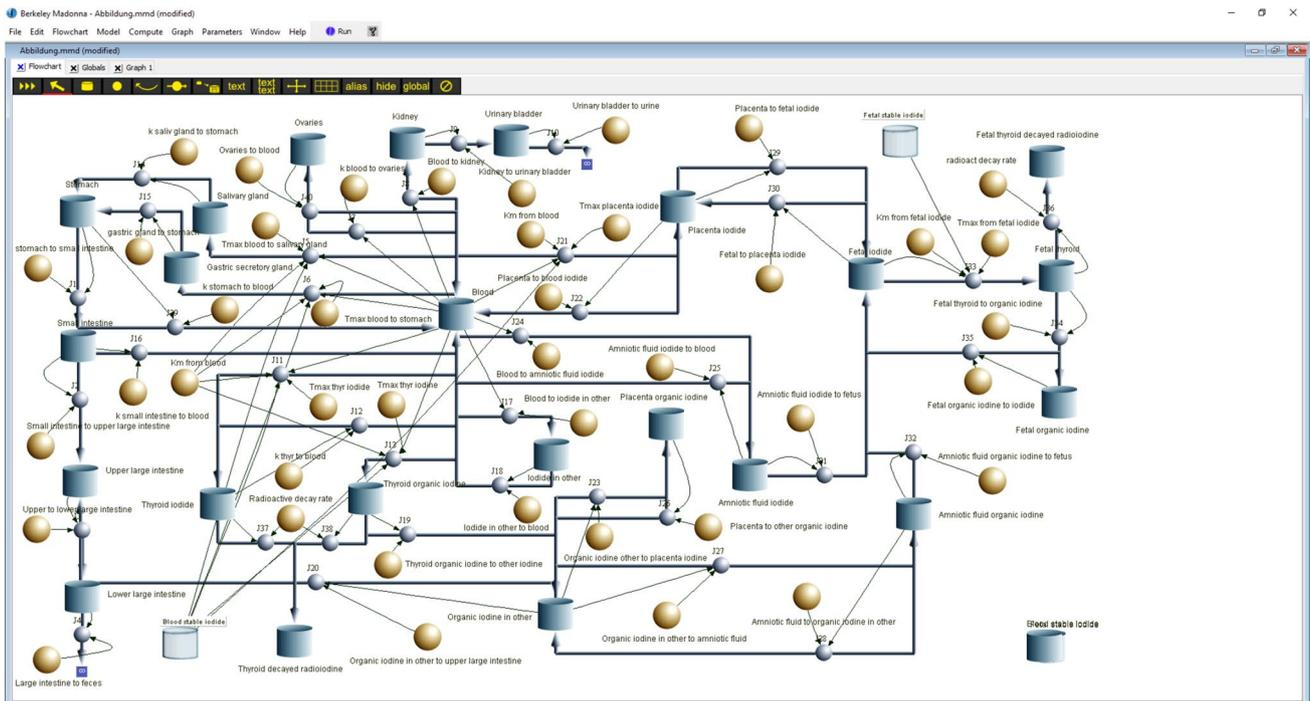 Berkeley Madonna - Abbildung.mmd (modified)
File Edit Flowchart Model Compute Graph Parameters Window Help Run
Abbildung.mmd (modified)
Flowchart Globals Graph 1
text text text alias hide global
Urinary bladder to urine
Placenta to fetal iodide
Fetal stable iodide
Kidney
Urinary bladder
Ovaries
k saliv gland to stomach
Fetal thyroid decayed radioiodine
J10
Ovaries to blood
radioact decay rate
Blood to kidney
J29
k blood to ovaries
Kidney to urinary bladder
Stomach
Salivary gland
J15
J30
Tmax placenta iodide
Km from blood
Km from fetal iodide
Tmax from fetal iodide
gastric gland to stomach
Placenta iodide
Tmax blood to salivary gland
J21
stomach to small intestine
Fetal to placenta iodide
Fetal iodide
Fetal thyroid
Gastric secretory gland
J6
J33
Placenta to blood iodide
k stomach to blood
Blood
J22
Fetal thyroid to organic iodine
Tmax blood to stomach
Small intestine
J24
J34
J16
J35
Amniotic fluid iodide to blood
Km from blood
J11
Blood to amniotic fluid iodide
J25
Tmax thyr iodide
Tmax thyr iodine
Placenta organic iodine
Amniotic fluid iodide to fetus
J2
Blood to iodide in other
J17
Fetal organic iodine to iodide
k small intestine to blood
J12
Small intestine to upper large intestine
Fetal organic iodine
J13
J32
k thyr to blood
Amniotic fluid organic iodine to fetus
Upper large intestine
J18
Iodide in other
Thyroid organic iodine
J23
Radioactive decay rate
Thyroid iodide
Amniotic fluid iodide
Upper to lower large intestine
Amniotic fluid organic iodine
J37
J38
J19
Iodide in other to blood
Placenta to other organic iodine
Organic iodine other to placenta iodine
J27
Thyroid organic iodine to other iodine
J20
Lower large intestine
Organic iodine in other
J4
Blood stable iodide
Amniotic fluid to organic iodine in other
Organic iodine in other to amniotic fluid
Organic iodine in other to upper large intestine
Thyroid decayed radioiodine
Large intestine to feces